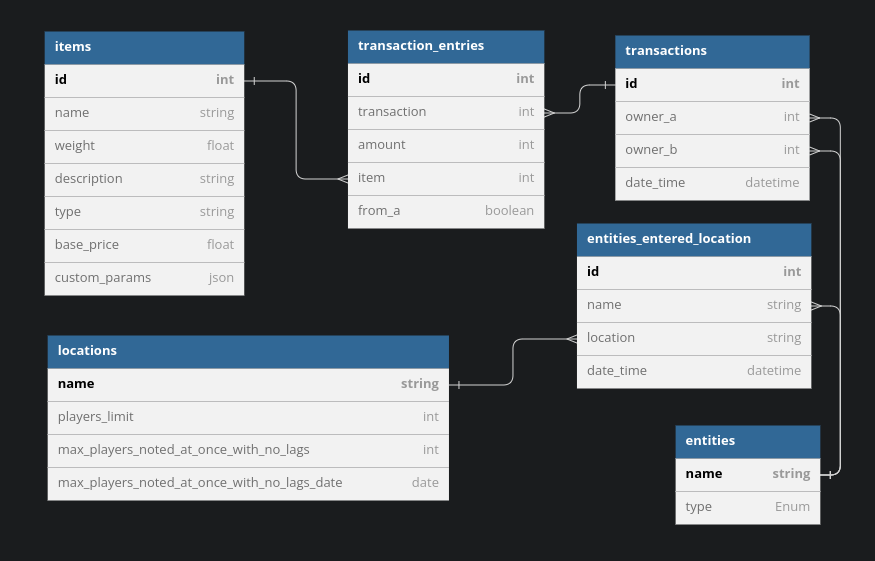 items
id int
name string
weight float
description string
type string
base_price float
custom_params json
transaction_entries
id int
transaction int
amount int
item int
from_a boolean
transactions
id int
owner_a int
owner_b int
date_time datetime
entities_entered_location
id int
name string
location string
date_time datetime
locations
name string
players_limit int
max_players_noted_at_once_with_no_lags int
max_players_noted_at_once_with_no_lags_date date
entities
name string
type Enum